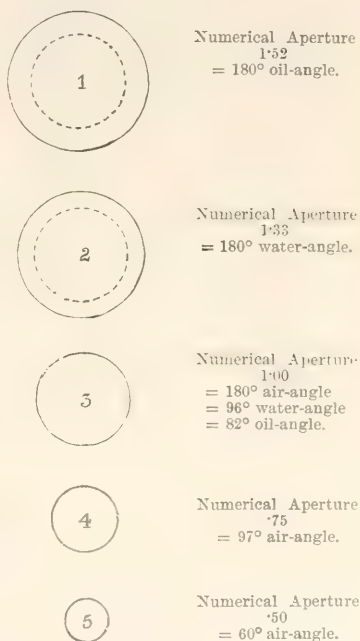 1
Numerical Aperture
1·52
= 180° oil-angle.
2
Numerical Aperture
1·33
= 180° water-angle.
3
Numerical Aperture
1·00
= 180° air-angle
= 96° water-angle
= 82° oil-angle.
4
Numerical Aperture
·75
= 97° air-angle.
5
Numerical Aperture
·50
= 60° air-angle.